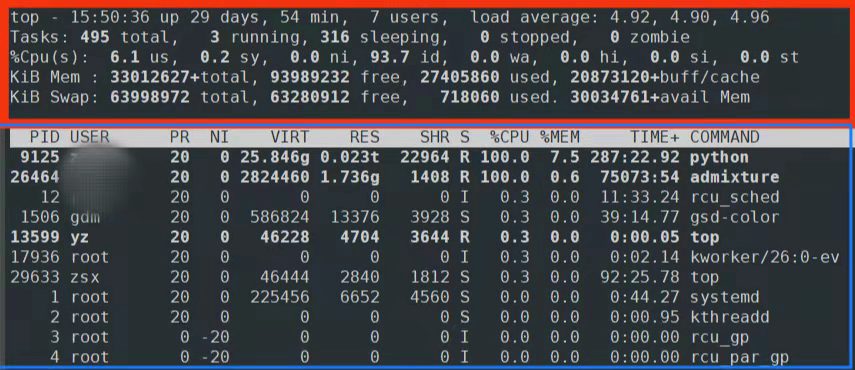 top - 15:50:36 up 29 days, 54 min,  7 users,  load average: 4.92, 4.90, 4.96
Tasks: 495 total,   3 running, 316 sleeping,   0 stopped,   0 zombie
%Cpu(s):  6.1 us,  0.2 sy,  0.0 ni, 93.7 id,  0.0 wa,  0.0 hi,  0.0 si,  0.0 st
KiB Mem : 33012627+total, 93989232 free, 27405860 used, 20873120+buff/cache
KiB Swap: 63998972 total, 63280912 free,   718060 used. 30034761+avail Mem
PID USER PR NI VIRT RES SHR S %CPU %MEM TIME+ COMMAND
9125 20 0 25.846g 0.023t 22964 R 100.0 7.5 287:22.92 python
26464 20 0 2824460 1.736g 1408 R 100.0 0.6 75073:54 admixture
12 20 0 0 0 0 I 0.3 0.0 11:33.24 rcu_sched
1506 gdm 20 0 586824 13376 3928 S 0.3 0.0 39:14.77 gsd-color
13599 yz 20 0 46228 4704 3644 R 0.3 0.0 0:00.05 top
17936 root 20 0 0 0 0 I 0.3 0.0 0:02.14 kworker/26:0-ev
29633 zsx 20 0 46444 2840 1812 S 0.3 0.0 92:25.78 top
1 root 20 0 225456 6652 4560 S 0.0 0.0 0:44.27 systemd
2 root 20 0 0 0 0 S 0.0 0.0 0:00.95 kthreadd
3 root 0 -20 0 0 0 I 0.0 0.0 0:00.00 rcu_gp
4 root 0 -20 0 0 0 I 0.0 0.0 0:00.00 rcu_par_gp